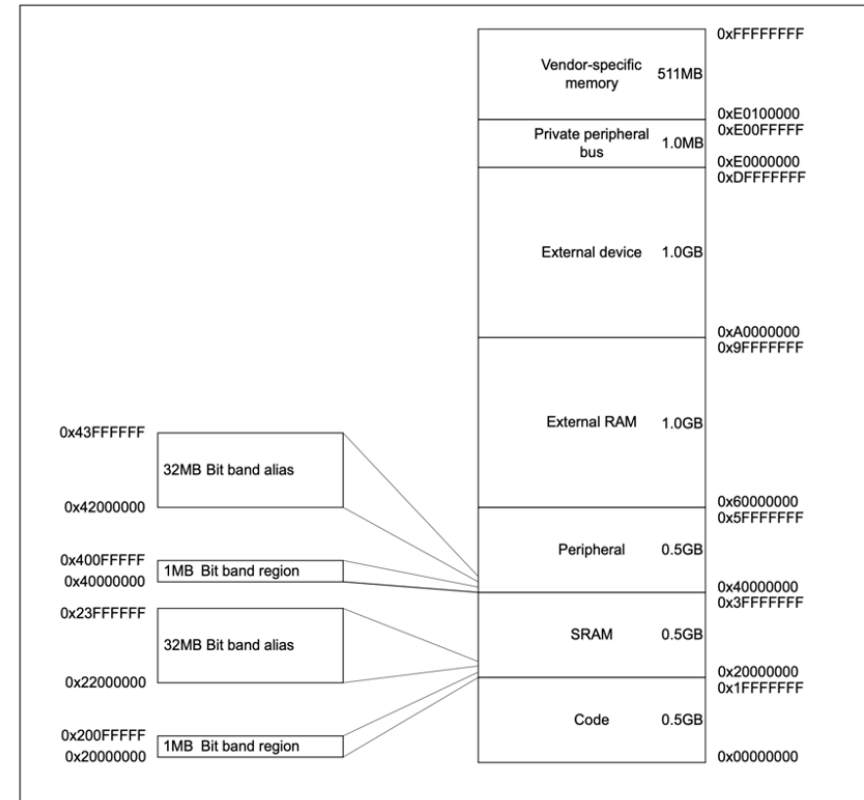 0xFFFFFFFF
Vendor-specific
memory
511MB
0xE0100000
0xE00FFFFF
Private peripheral
bus
1.0MB
0xE0000000
0xDFFFFFFF
External device
1.0GB
0xA0000000
0x9FFFFFFF
External RAM
1.0GB
0x60000000
0x5FFFFFFF
Peripheral
0.5GB
0x40000000
0x3FFFFFFF
SRAM
0.5GB
0x20000000
0x1FFFFFFF
Code
0.5GB
0x00000000
0x43FFFFFF
32MB Bit band alias
0x42000000
0x400FFFFF
1MB Bit band region
0x40000000
0x23FFFFFF
32MB Bit band alias
0x22000000
0x200FFFFF
1MB Bit band region
0x20000000